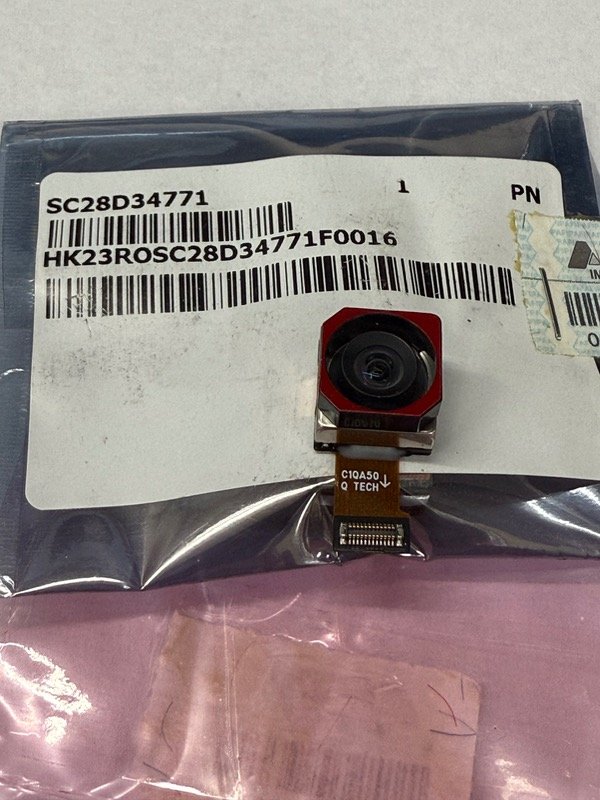 SC28D34771
1
PN
HK23ROSC28D34771F0016
C1QA50
Q TECH↓